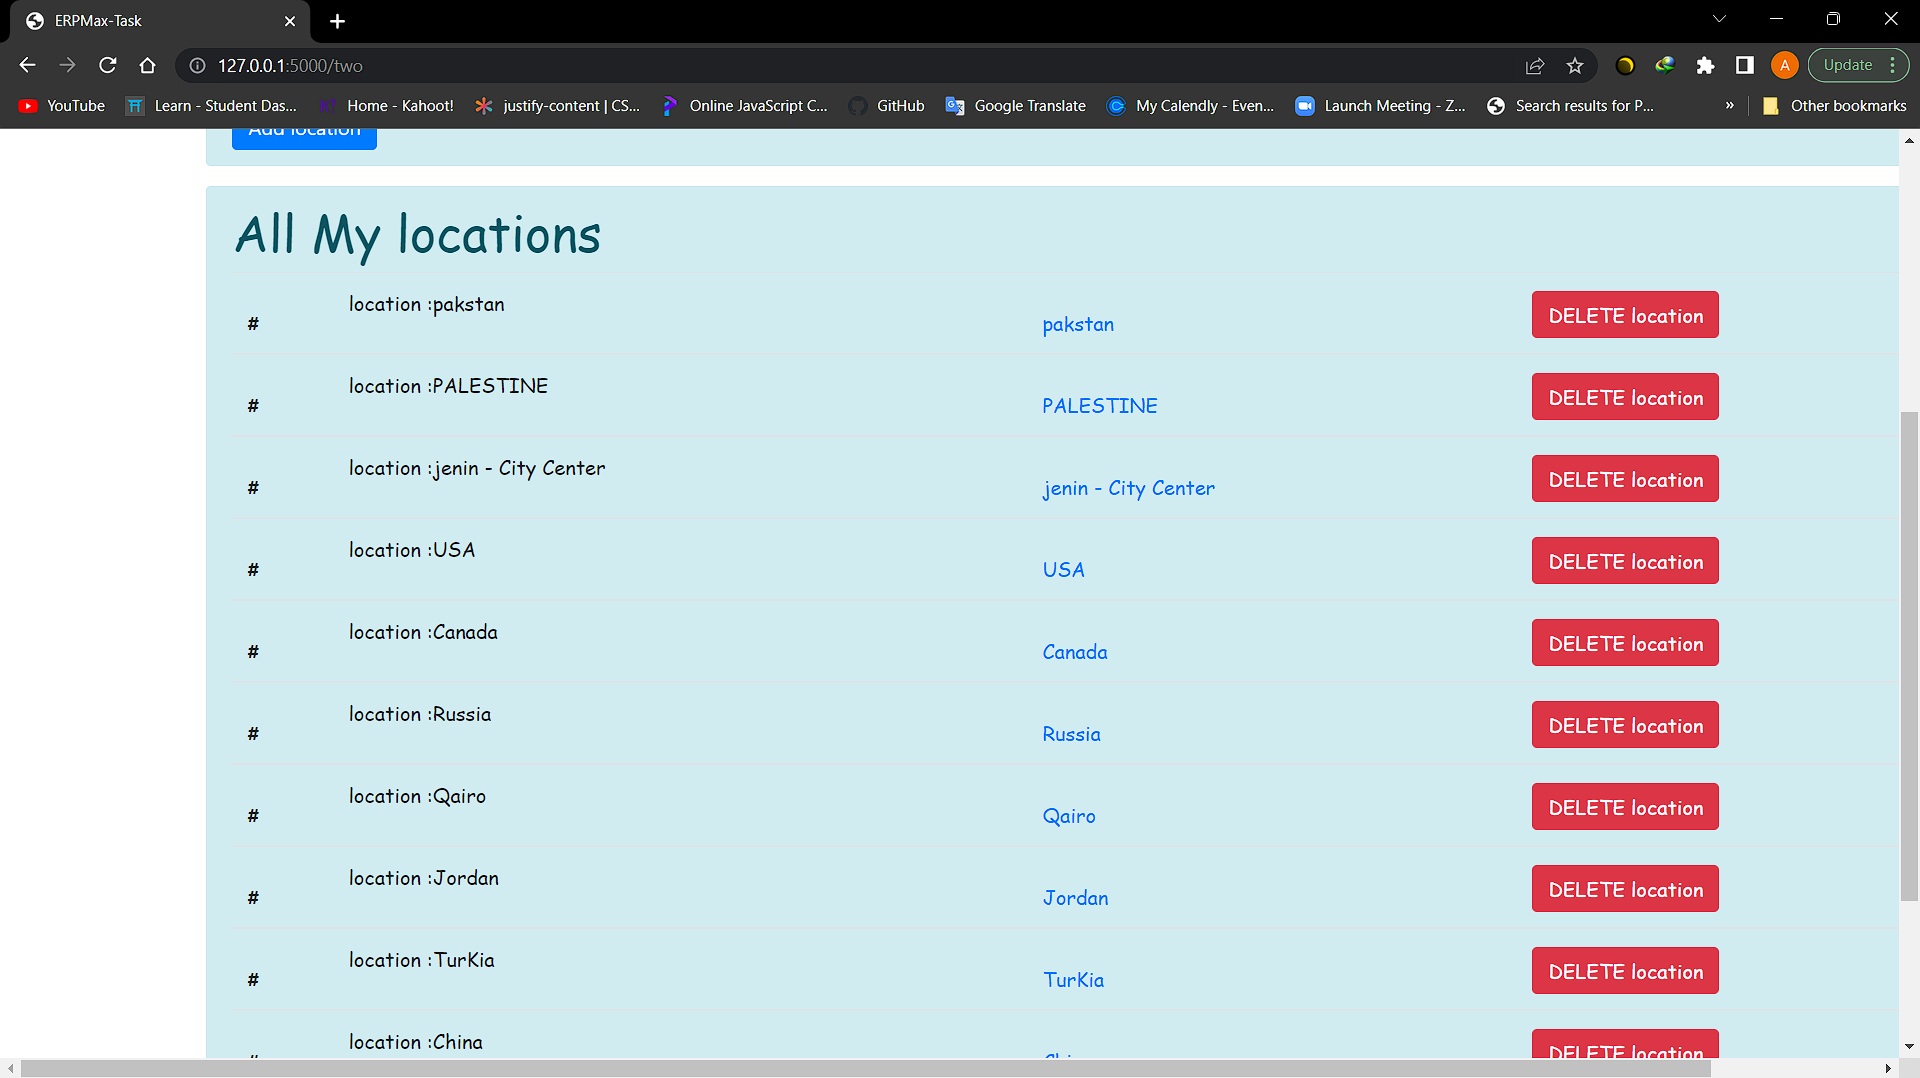 ERPMax-Task
127.0.0.1:5000/two
Update
YouTube
Learn - Student Das...
Home - Kahoot!
justify-content | CS...
Online JavaScript C...
GitHub
Google Translate
My Calendly - Even...
Launch Meeting - Z...
Search results for P...
»
Other bookmarks
Add location
All My locations
# location :pakstan pakstan DELETE location
# location :PALESTINE PALESTINE DELETE location
# location :jenin - City Center jenin - City Center DELETE location
# location :USA USA DELETE location
# location :Canada Canada DELETE location
# location :Russia Russia DELETE location
# location :Qairo Qairo DELETE location
# location :Jordan Jordan DELETE location
# location :TurKia TurKia DELETE location
# location :China China DELETE location